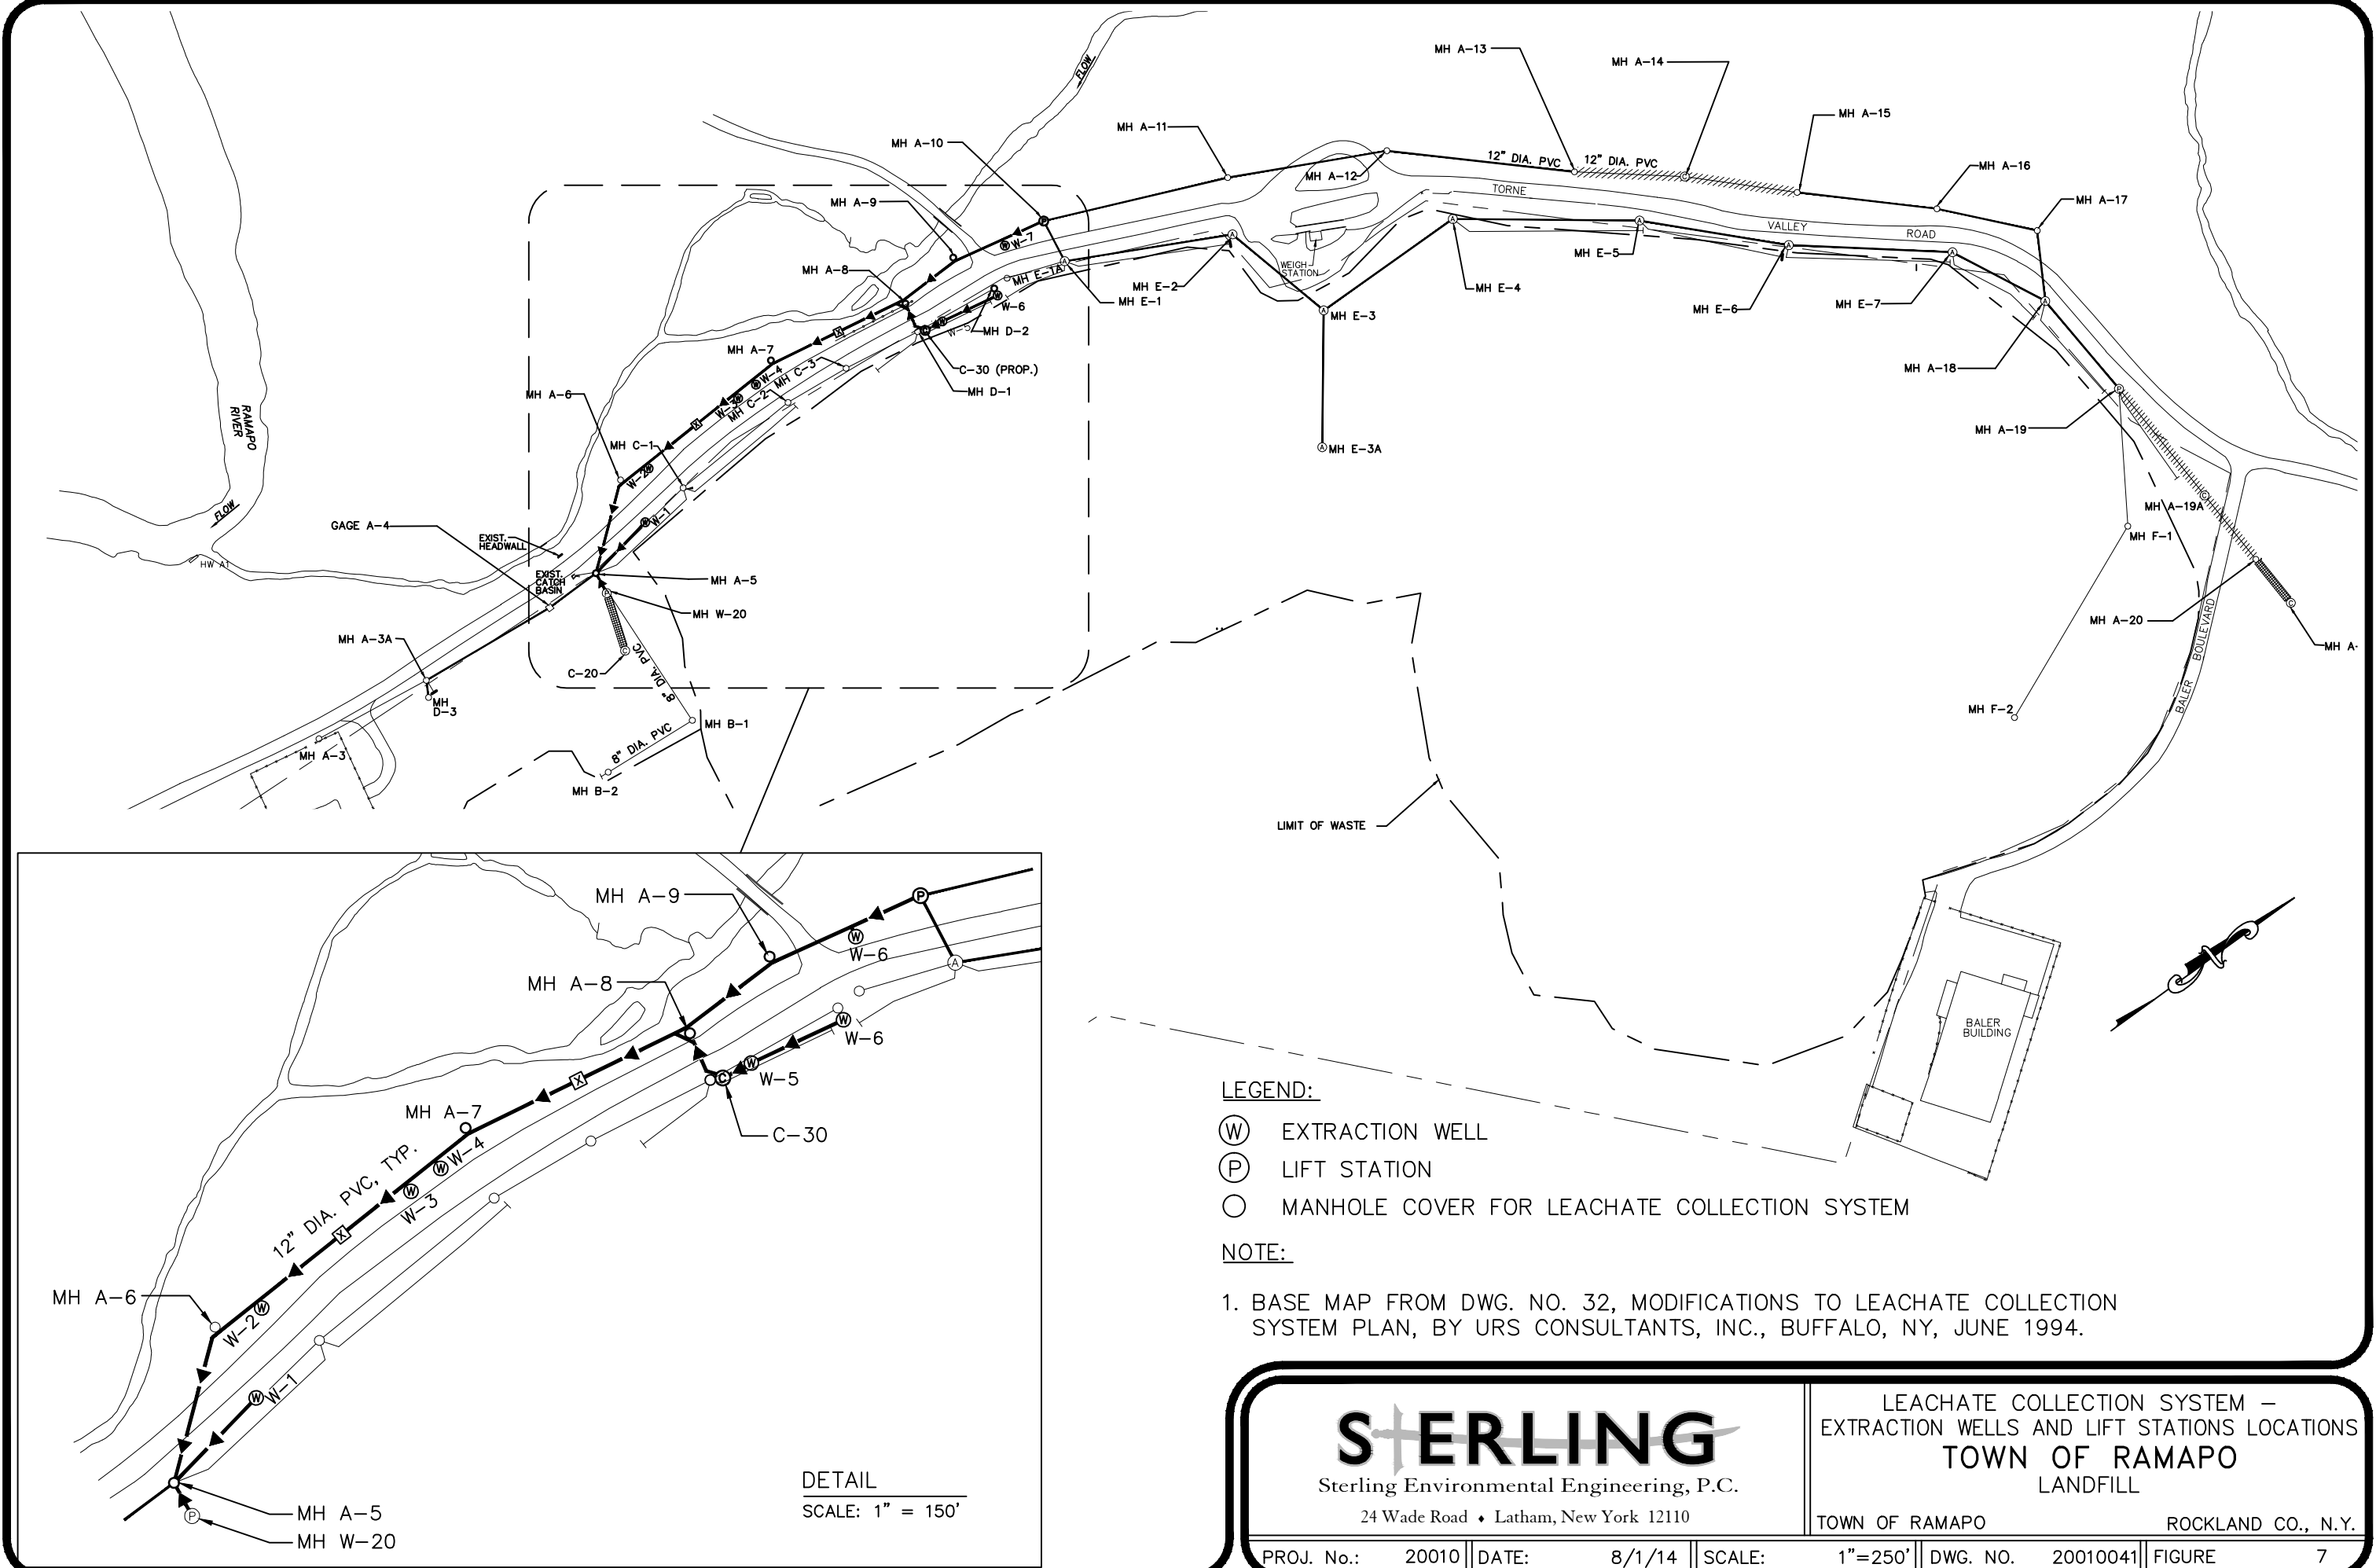 FLOW
MH A-13
MH A-14
MH A-15
MH A-11
MH A-10
MH A-12
12" DIA. PVC
12" DIA. PVC
MH A-16
MH A-17
MH A-9
W-7
TORNE
VALLEY
ROAD
MH A-8
MH E-1A
WEIGH
STATION
MH E-2
MH E-1
MH E-3
MH E-4
MH E-5
MH E-6
MH E-7
W-6
W-5
MH D-2
C-30 (PROP.)
MH D-1
MH A-7
W-4
MH C-3
W-3
MH C-2
MH A-6
MH C-1
W-2
W-1
MH A-18
MH A-19
MH E-3A
RAMAPO
RIVER
FLOW
GAGE A-4
EXIST.
HEADWALL
HW A1
EXIST.
CATCH
BASIN
MH A-5
MH W-20
MH A-19A
MH F-1
MH A-20
MH A-
MH A-3A
C-20
8" DIA. PVC
MH
D-3
MH B-1
8" DIA. PVC
MH A-3
MH B-2
MH F-2
BALER BOULEVARD
LIMIT OF WASTE
BALER
BUILDING
MH A-9
P
W
W-6
A
MH A-8
W
W-6
W
W-5
C
C-30
X
MH A-7
W
W-4
W
W-3
12" DIA. PVC, TYP.
X
MH A-6
W
W-2
W
W-1
MH A-5
P
MH W-20
DETAIL
SCALE: 1" = 150'
LEGEND:
W EXTRACTION WELL
P LIFT STATION
MANHOLE COVER FOR LEACHATE COLLECTION SYSTEM
NOTE:
1. BASE MAP FROM DWG. NO. 32, MODIFICATIONS TO LEACHATE COLLECTION
SYSTEM PLAN, BY URS CONSULTANTS, INC., BUFFALO, NY, JUNE 1994.
STERLING
Sterling Environmental Engineering, P.C.
24 Wade Road ♦ Latham, New York 12110
LEACHATE COLLECTION SYSTEM –
EXTRACTION WELLS AND LIFT STATIONS LOCATIONS
TOWN OF RAMAPO
LANDFILL
TOWN OF RAMAPO ROCKLAND CO., N.Y.
PROJ. No.: 20010 DATE: 8/1/14 SCALE: 1"=250' DWG. NO. 20010041 FIGURE 7